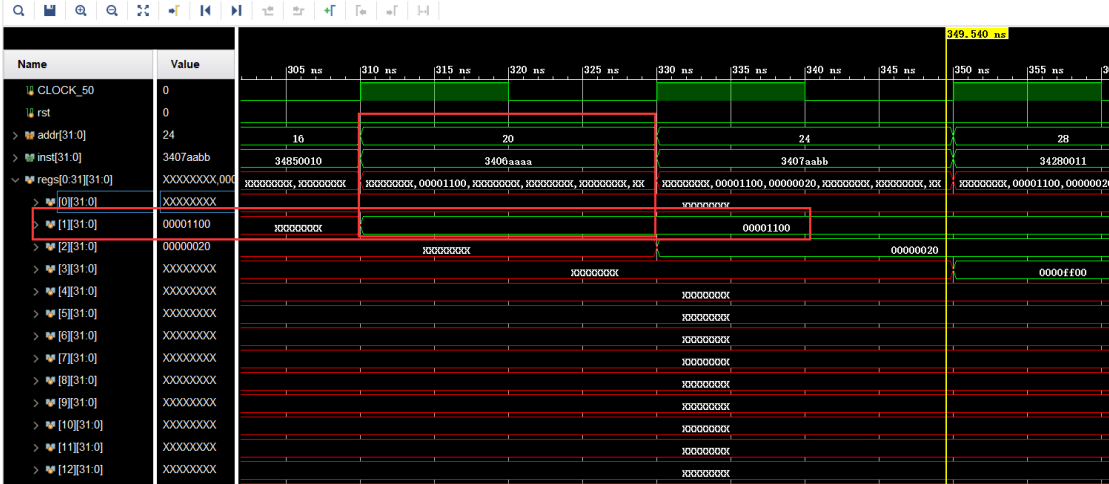 349.540 ns
Name Value
305 ns 310 ns 315 ns 320 ns 325 ns 330 ns 335 ns 340 ns 345 ns 350 ns 355 ns
CLOCK_50 0
rst 0
addr[31:0] 24 16 20 24 28
inst[31:0] 3407aabb 34850010 3406aaaa 3407aabb 34280011
regs[0:31][31:0] XXXXXXXX,000 XXXXXXXX,XXXXXXXX XXXXXXXX,00001100,XXXXXXXX,XXXXXXXX,XXXXXXXX,XX XXXXXXXX,00001100,00000020,XXXXXXXX,XXXXXXXX,XX XXXXXXXX,00001100,00000020
[0][31:0] XXXXXXXX XXXXXXXX
[1][31:0] 00001100 XXXXXXXX 00001100
[2][31:0] 00000020 XXXXXXXX 00000020
[3][31:0] XXXXXXXX XXXXXXXX 0000ff00
[4][31:0] XXXXXXXX XXXXXXXX
[5][31:0] XXXXXXXX XXXXXXXX
[6][31:0] XXXXXXXX XXXXXXXX
[7][31:0] XXXXXXXX XXXXXXXX
[8][31:0] XXXXXXXX XXXXXXXX
[9][31:0] XXXXXXXX XXXXXXXX
[10][31:0] XXXXXXXX XXXXXXXX
[11][31:0] XXXXXXXX XXXXXXXX
[12][31:0] XXXXXXXX XXXXXXXX